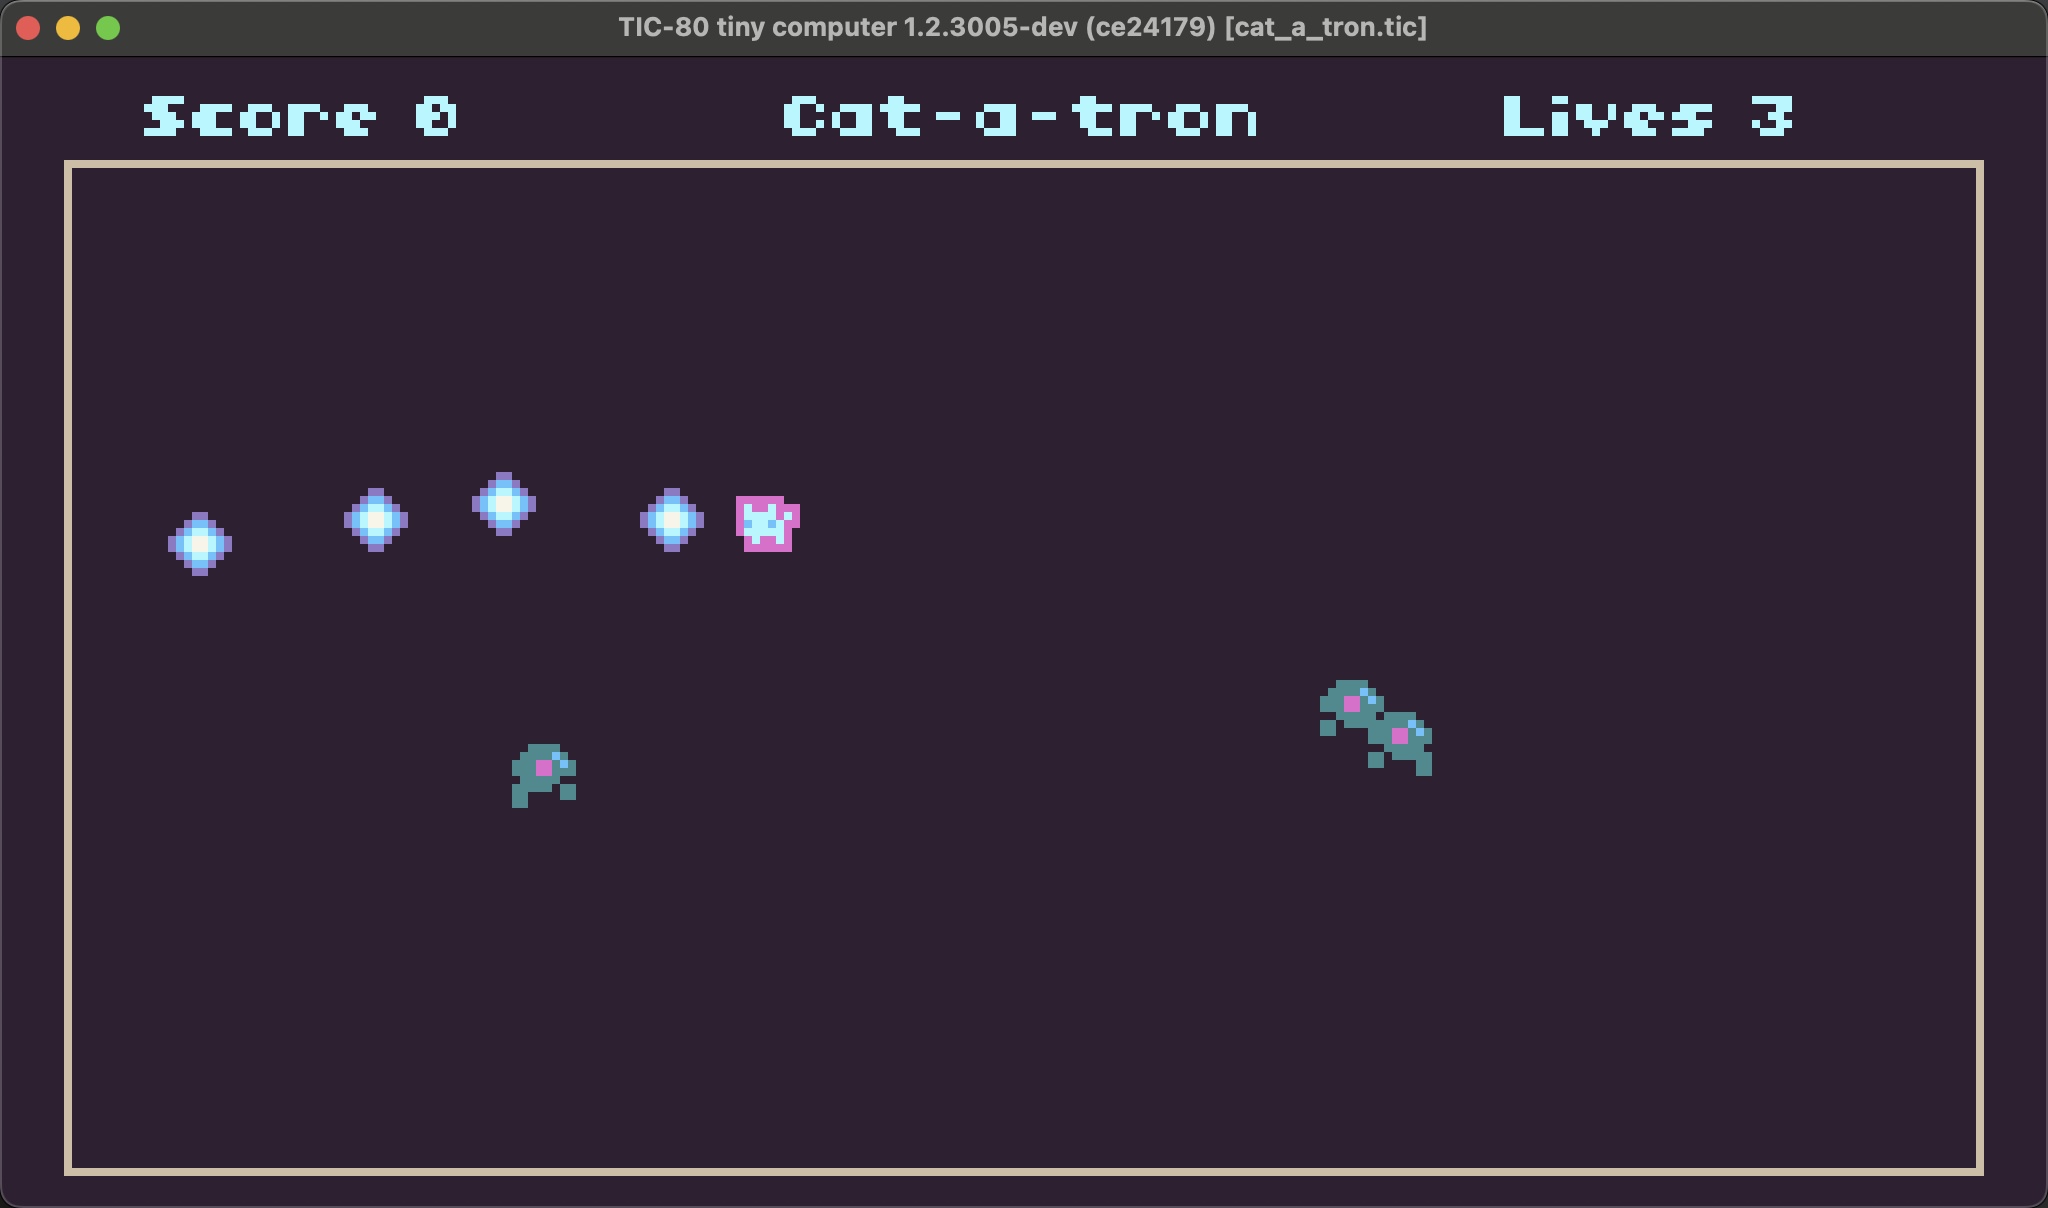 TIC-80 tiny computer 1.2.3005-dev (ce24179) [cat_a_tron.tic]
Score 0 Cat-a-tron Lives 3